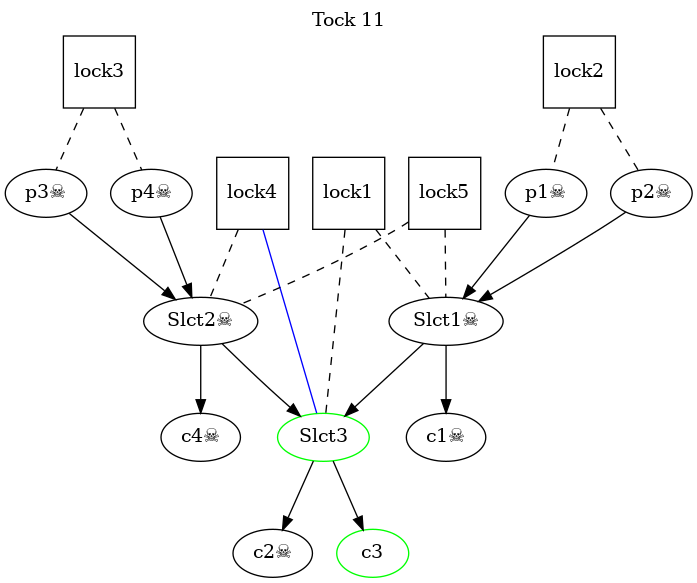 Tock 11
lock3
lock2
p3☠
p4☠
lock4
lock1
lock5
p1☠
p2☠
Slct2☠
Slct1☠
c4☠
Slct3
c1☠
c2☠
c3